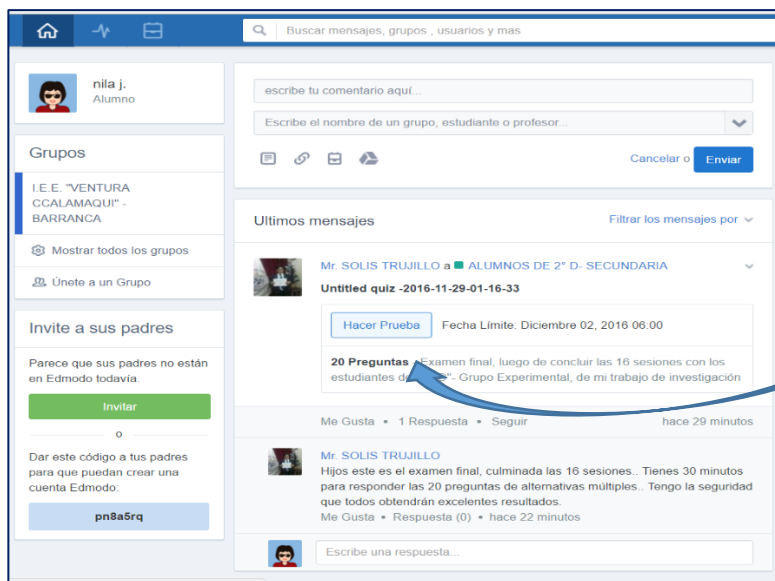 Buscar mensajes, grupos , usuarios y mas
nila j.
Alumno
Grupos
I.E.E. "VENTURA
CCALAMAQUI" -
BARRANCA
Mostrar todos los grupos
Únete a un Grupo
Invite a sus padres
Parece que sus padres no están
en Edmodo todavía.
Invitar
o
Dar este código a tus padres
para que puedan crear una
cuenta Edmodo:
pn8a5rq
escribe tu comentario aquí...
Escribe el nombre de un grupo, estudiante o profesor...
Cancelar o Enviar
Ultimos mensajes
Filtrar los mensajes por
Mr. SOLIS TRUJILLO a ALUMNOS DE 2° D- SECUNDARIA
Untitled quiz -2016-11-29-01-16-33
Hacer Prueba Fecha Límite: Diciembre 02, 2016 06:00
20 Preguntas Examen final, luego de concluir las 16 sesiones con los
estudiantes de "- Grupo Experimental, de mi trabajo de investigación
Me Gusta • 1 Respuesta • Seguir hace 29 minutos
Mr. SOLIS TRUJILLO
Hijos este es el examen final, culminada las 16 sesiones.. Tienes 30 minutos
para responder las 20 preguntas de alternativas múltiples.. Tengo la seguridad
que todos obtendrán excelentes resultados.
Me Gusta • Respuesta (0) • hace 22 minutos
Escribe una respuesta...